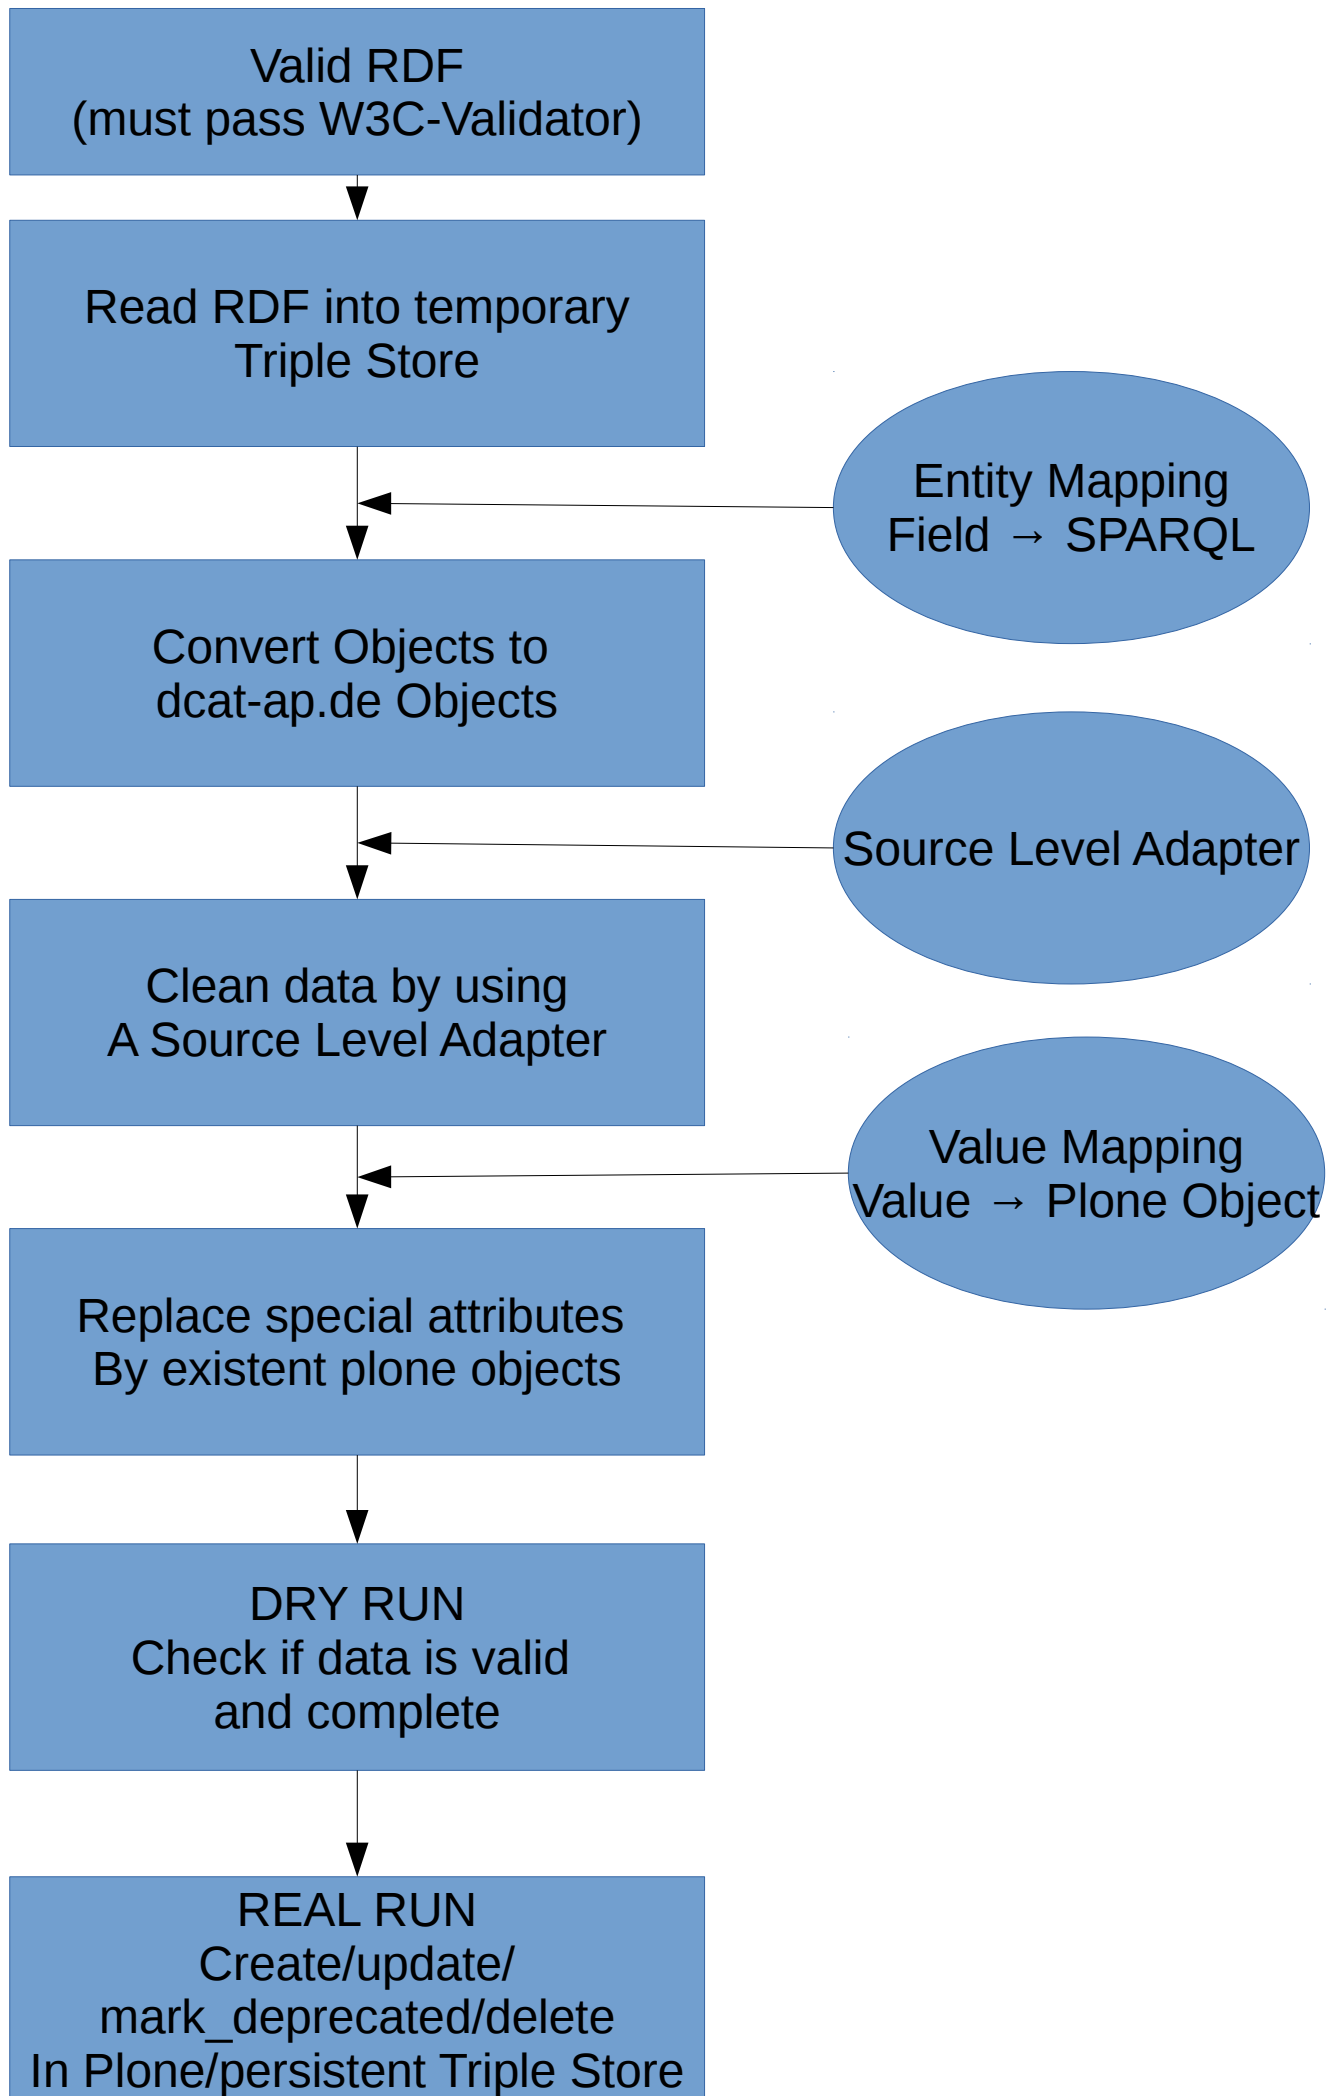 Valid RDF
(must pass W3C-Validator)
Read RDF into temporary
Triple Store
Entity Mapping
Field → SPARQL
Convert Objects to
dcat-ap.de Objects
Source Level Adapter
Clean data by using
A Source Level Adapter
Value Mapping
Value → Plone Object
Replace special attributes
By existent plone objects
DRY RUN
Check if data is valid
and complete
REAL RUN
Create/update/
mark_deprecated/delete
In Plone/persistent Triple Store